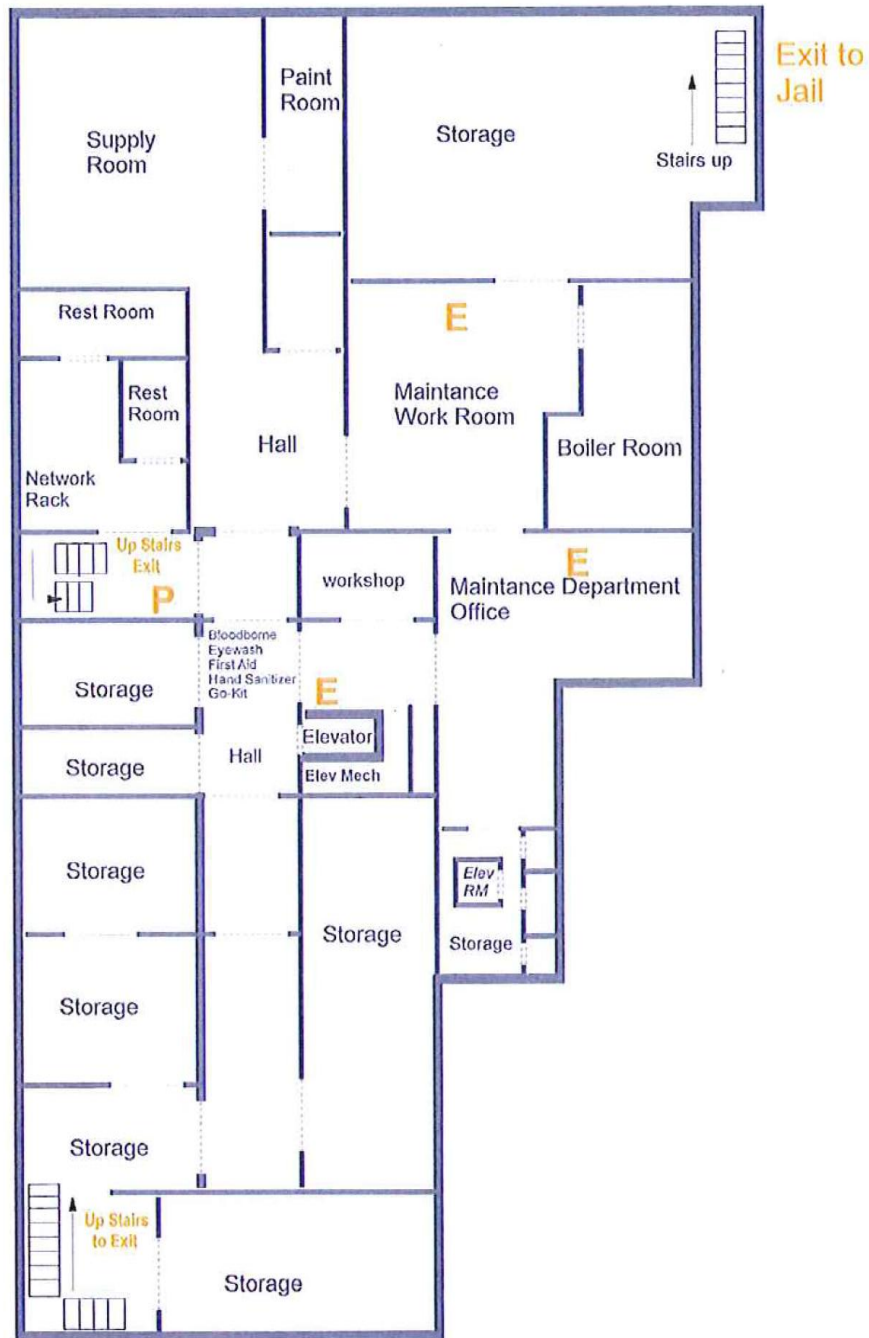 Exit to
Jail
Paint
Room
Supply
Room
Storage
Stairs up
Rest Room
E
Rest
Room
Maintance
Work Room
Hall
Boiler Room
Network
Rack
Up Stairs
Exit
P
workshop
E
Maintance Department
Office
Bloodborne
Eyewash
First Aid
Hand Sanitizer
Go-Kit
Storage
E
Elevator
Storage
Hall
Elev Mech
Storage
Elev
RM
Storage
Storage
Storage
Storage
Up Stairs
to Exit
Storage